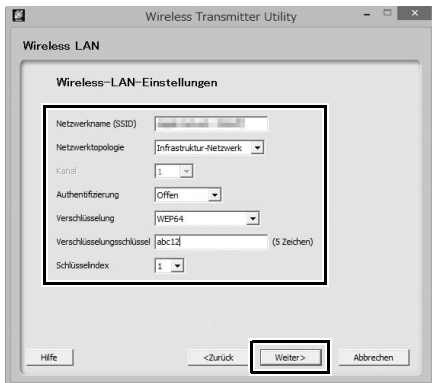 Wireless Transmitter Utility
Wireless LAN
Wireless-LAN-Einstellungen
Netzwerkname (SSID)
Netzwerktopologie Infrastruktur-Netzwerk
Kanal 1
Authentifizierung Offen
Verschlüsselung WEP64
Verschlüsselungsschlüssel abc12 (5 Zeichen)
Schlüsselindex 1
Hilfe <Zurück Weiter> Abbrechen